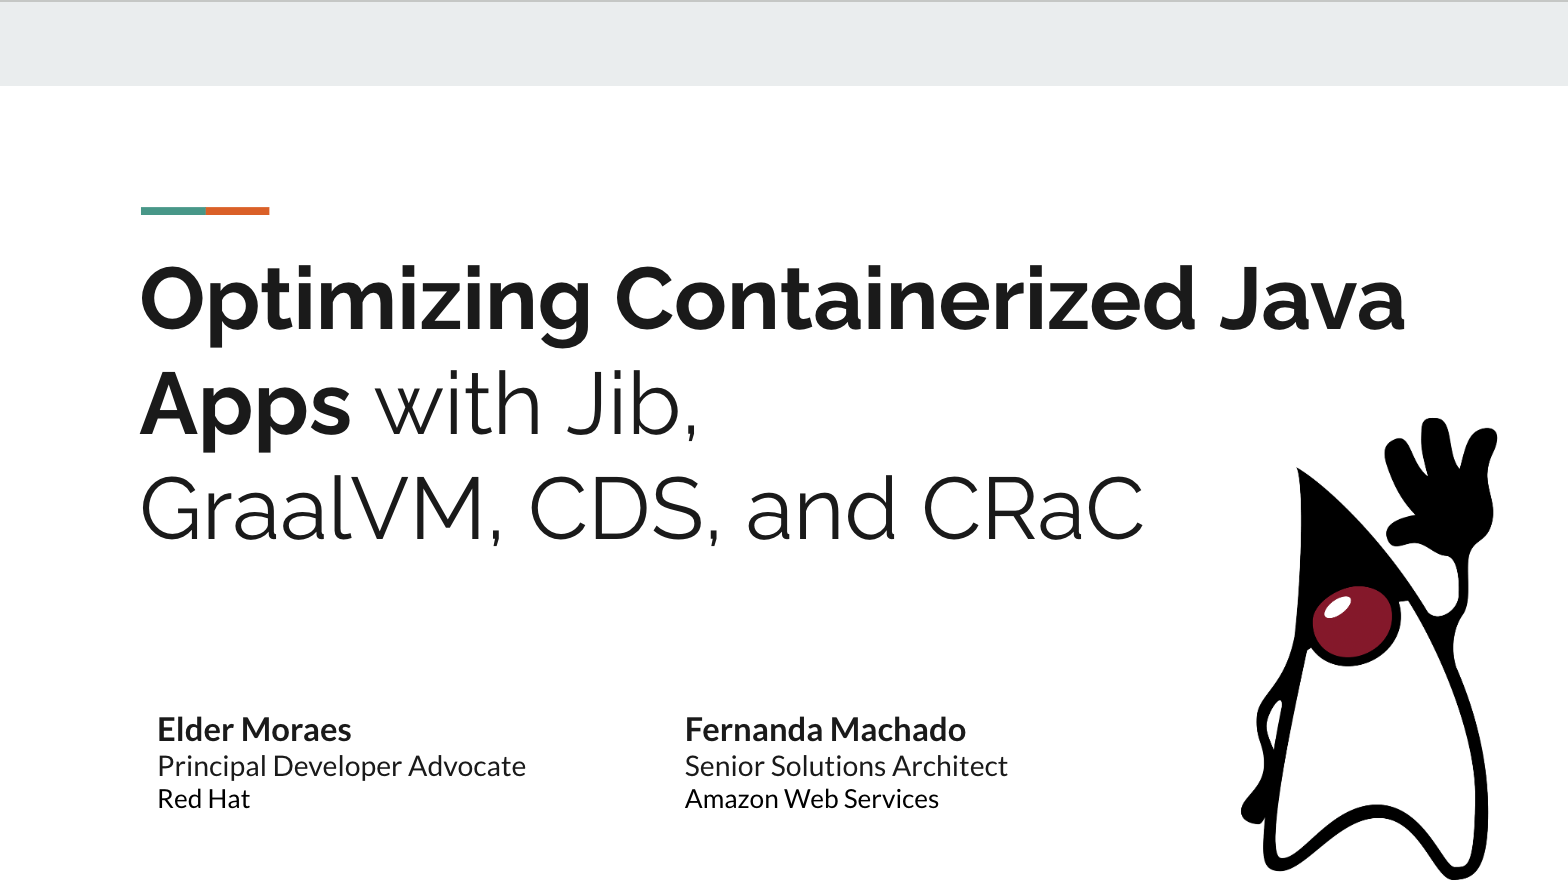 Optimizing Containerized Java
Apps with Jib,
GraalVM, CDS, and CRaC
Elder Moraes
Principal Developer Advocate
Red Hat
Fernanda Machado
Senior Solutions Architect
Amazon Web Services